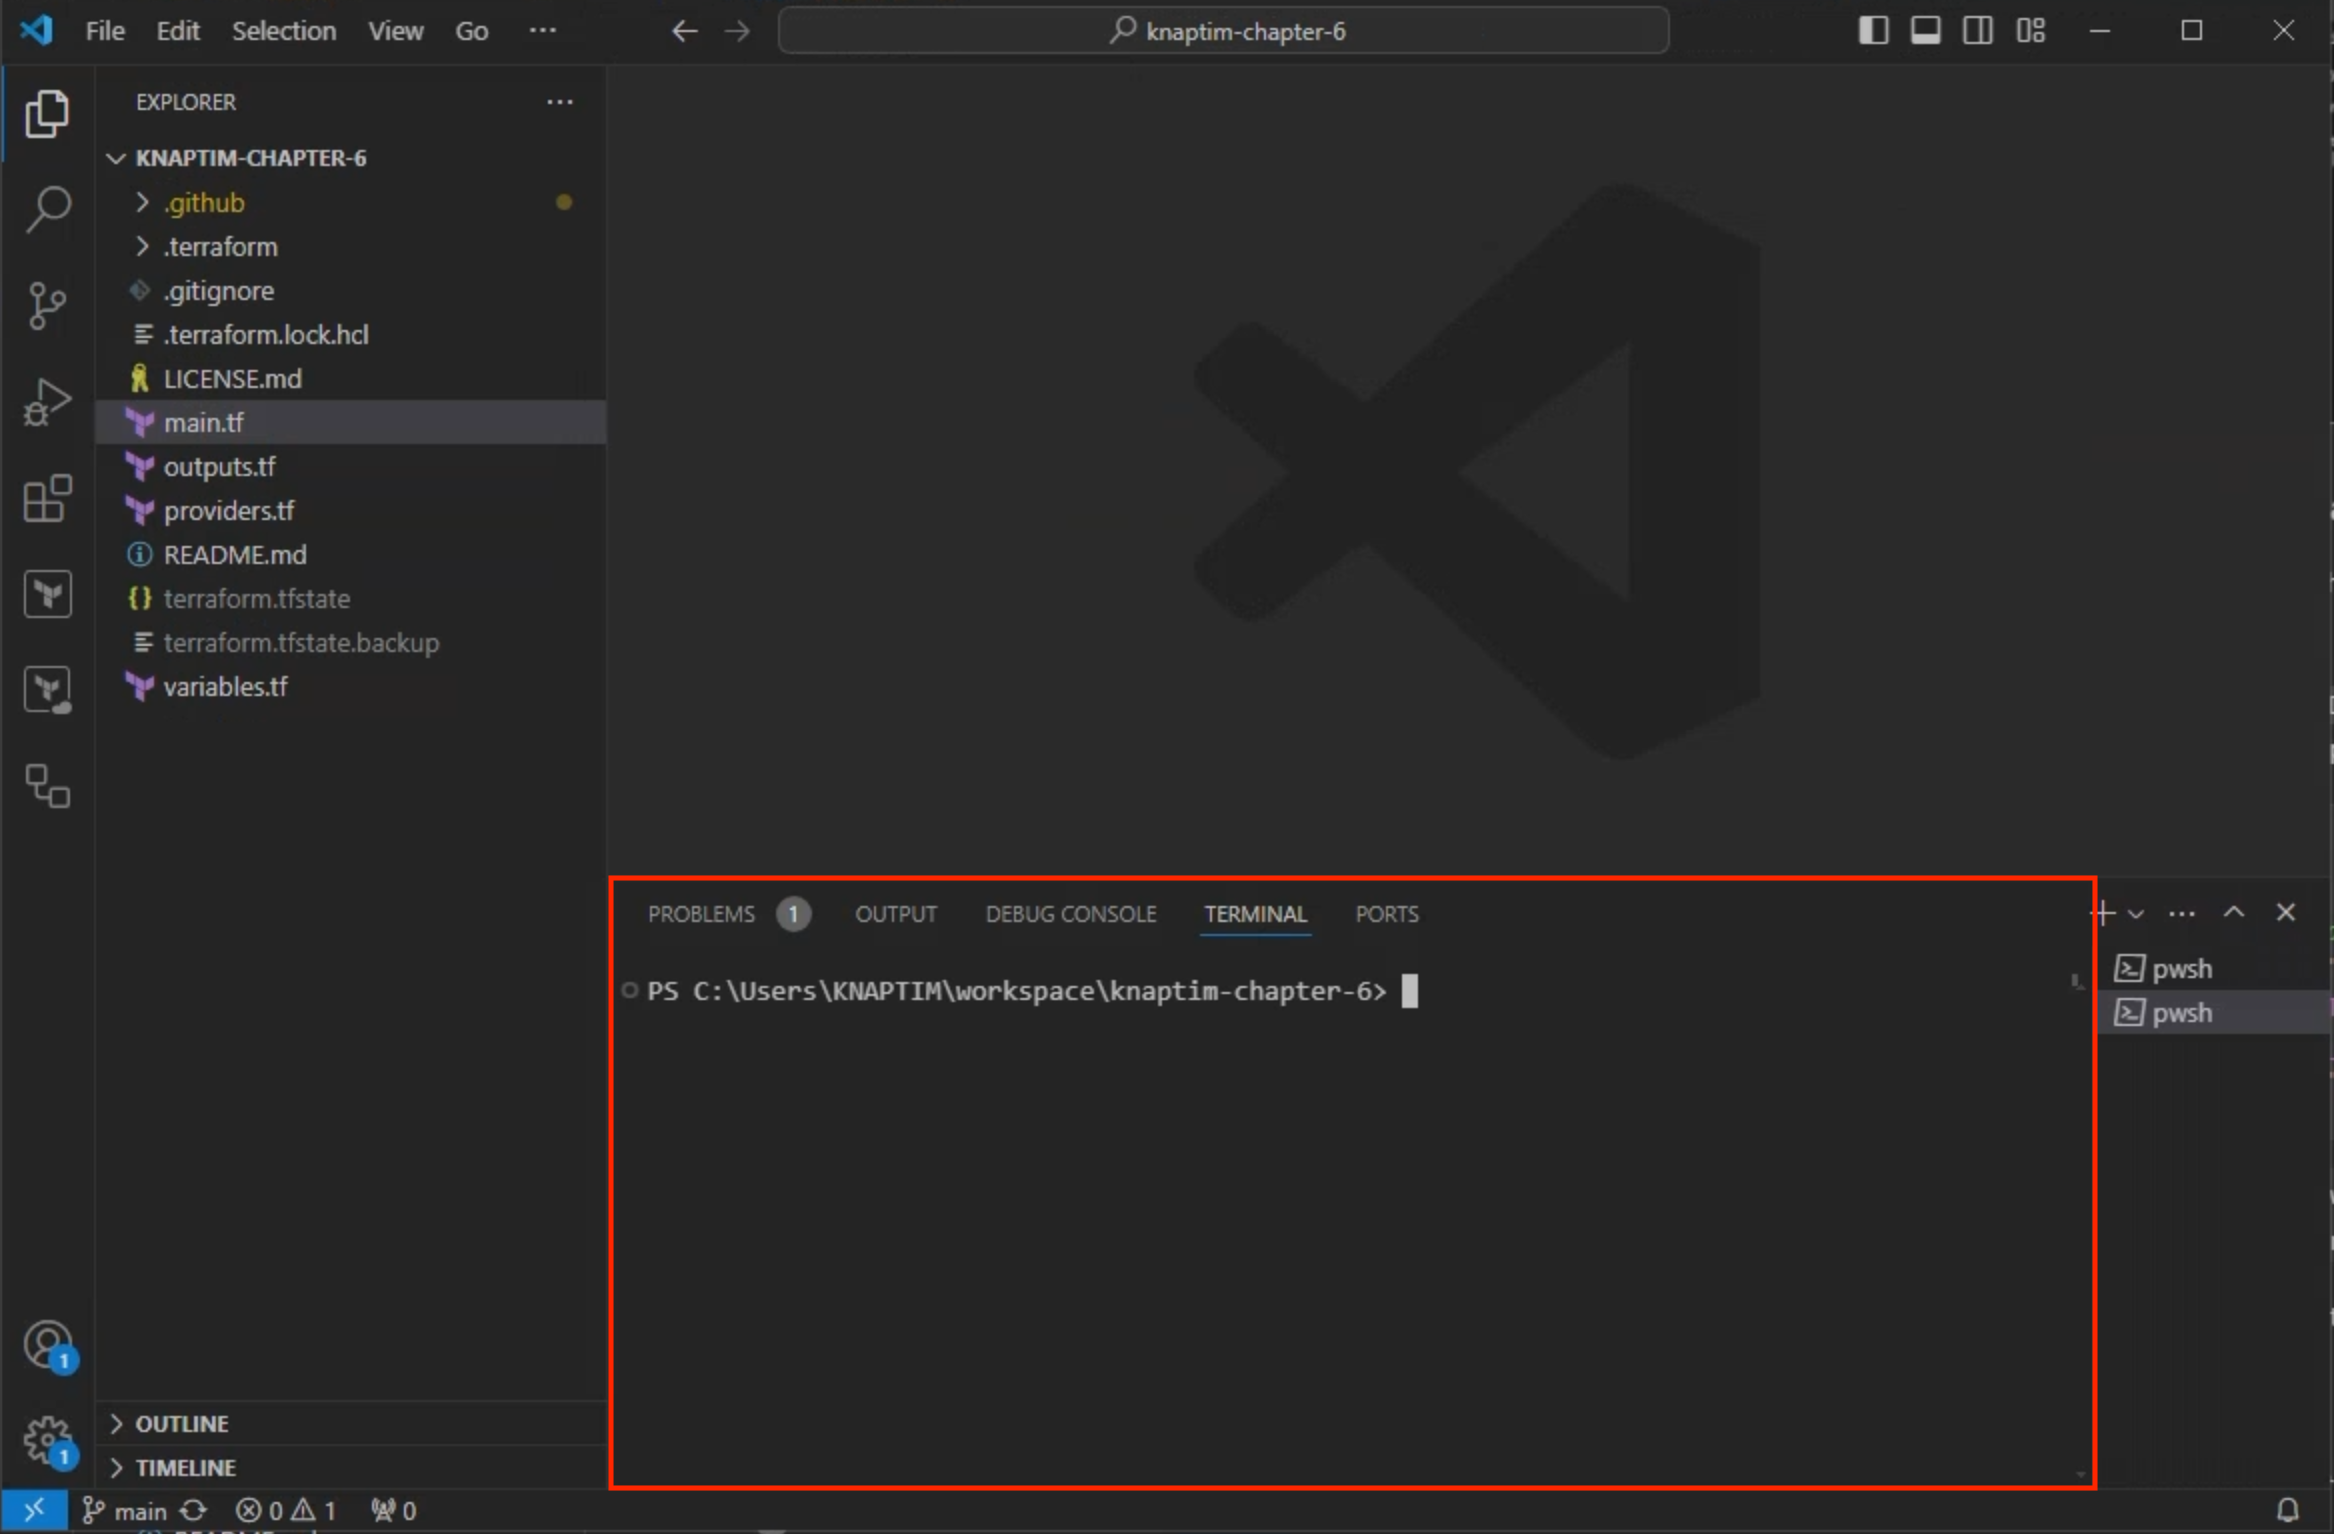 File Edit Selection View Go ···
knaptim-chapter-6
EXPLORER
KNAPTIM-CHAPTER-6
.github
.terraform
.gitignore
.terraform.lock.hcl
LICENSE.md
main.tf
outputs.tf
providers.tf
README.md
terraform.tfstate
terraform.tfstate.backup
variables.tf
PROBLEMS 1 OUTPUT DEBUG CONSOLE TERMINAL PORTS
PS C:\Users\KNAPTIM\workspace\knaptim-chapter-6>
pwsh
pwsh
1
1
OUTLINE
TIMELINE
main 0 1 0